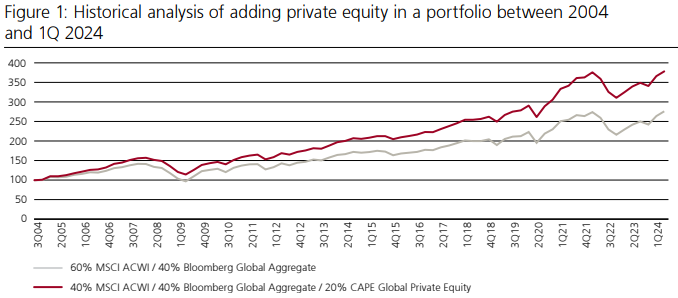 Figure 1: Historical analysis of adding private equity in a portfolio between 2004
and 1Q 2024
400
350
300
250
200
150
100
50
0
3Q04
2Q05
1Q06
4Q06
3Q07
2Q08
1Q09
4Q09
3Q10
2Q11
1Q12
4Q12
3Q13
2Q14
1Q15
4Q15
3Q16
2Q17
1Q18
4Q18
3Q19
2Q20
1Q21
4Q21
3Q22
2Q23
1Q24
60% MSCI ACWI / 40% Bloomberg Global Aggregate
40% MSCI ACWI / 40% Bloomberg Global Aggregate / 20% CAPE Global Private Equity